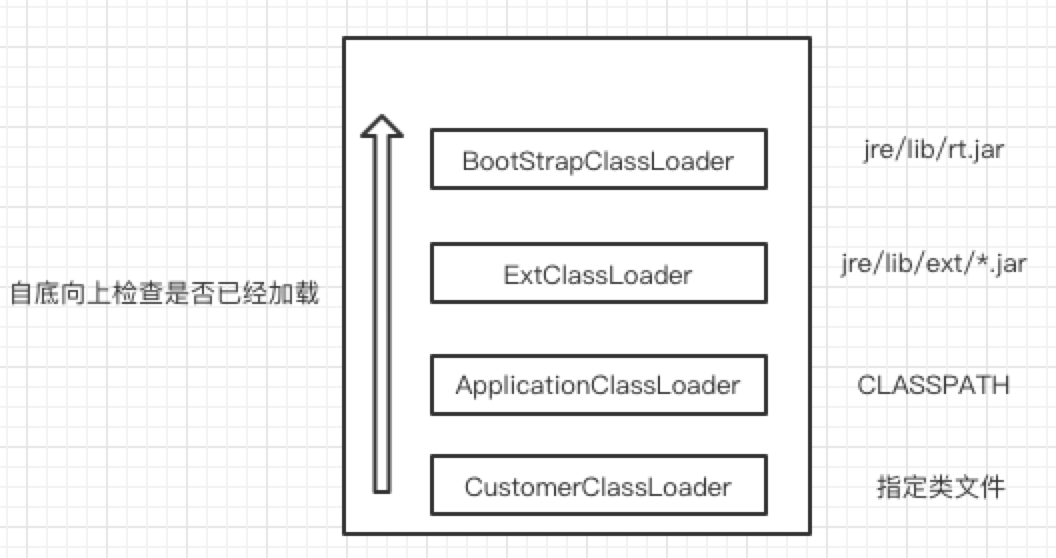 BootStrapClassLoader
jre/lib/rt.jar
ExtClassLoader
jre/lib/ext/*.jar
自底向上检查是否已经加载
ApplicationClassLoader
CLASSPATH
CustomerClassLoader
指定类文件